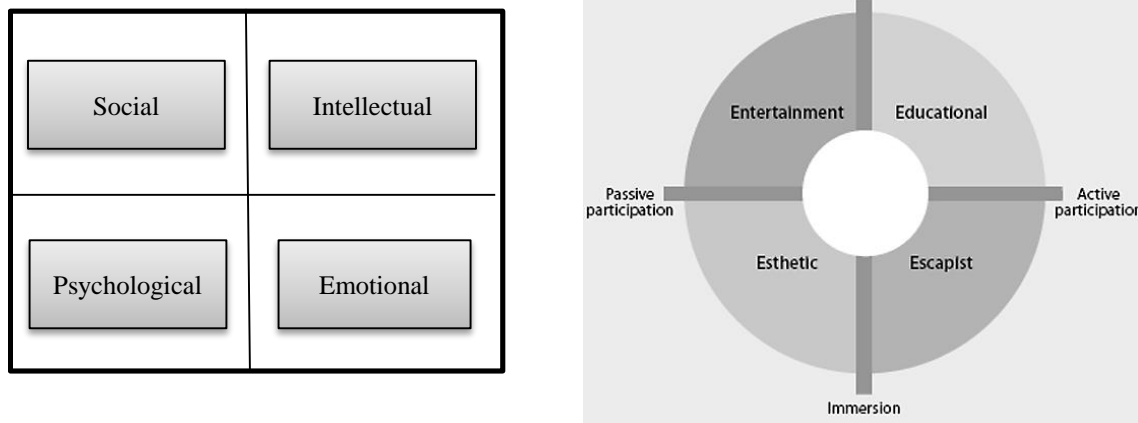 Social
Intellectual
Psychological
Emotional
Entertainment
Educational
Passive
participation
Active
participation
Esthetic
Escapist
Immersion